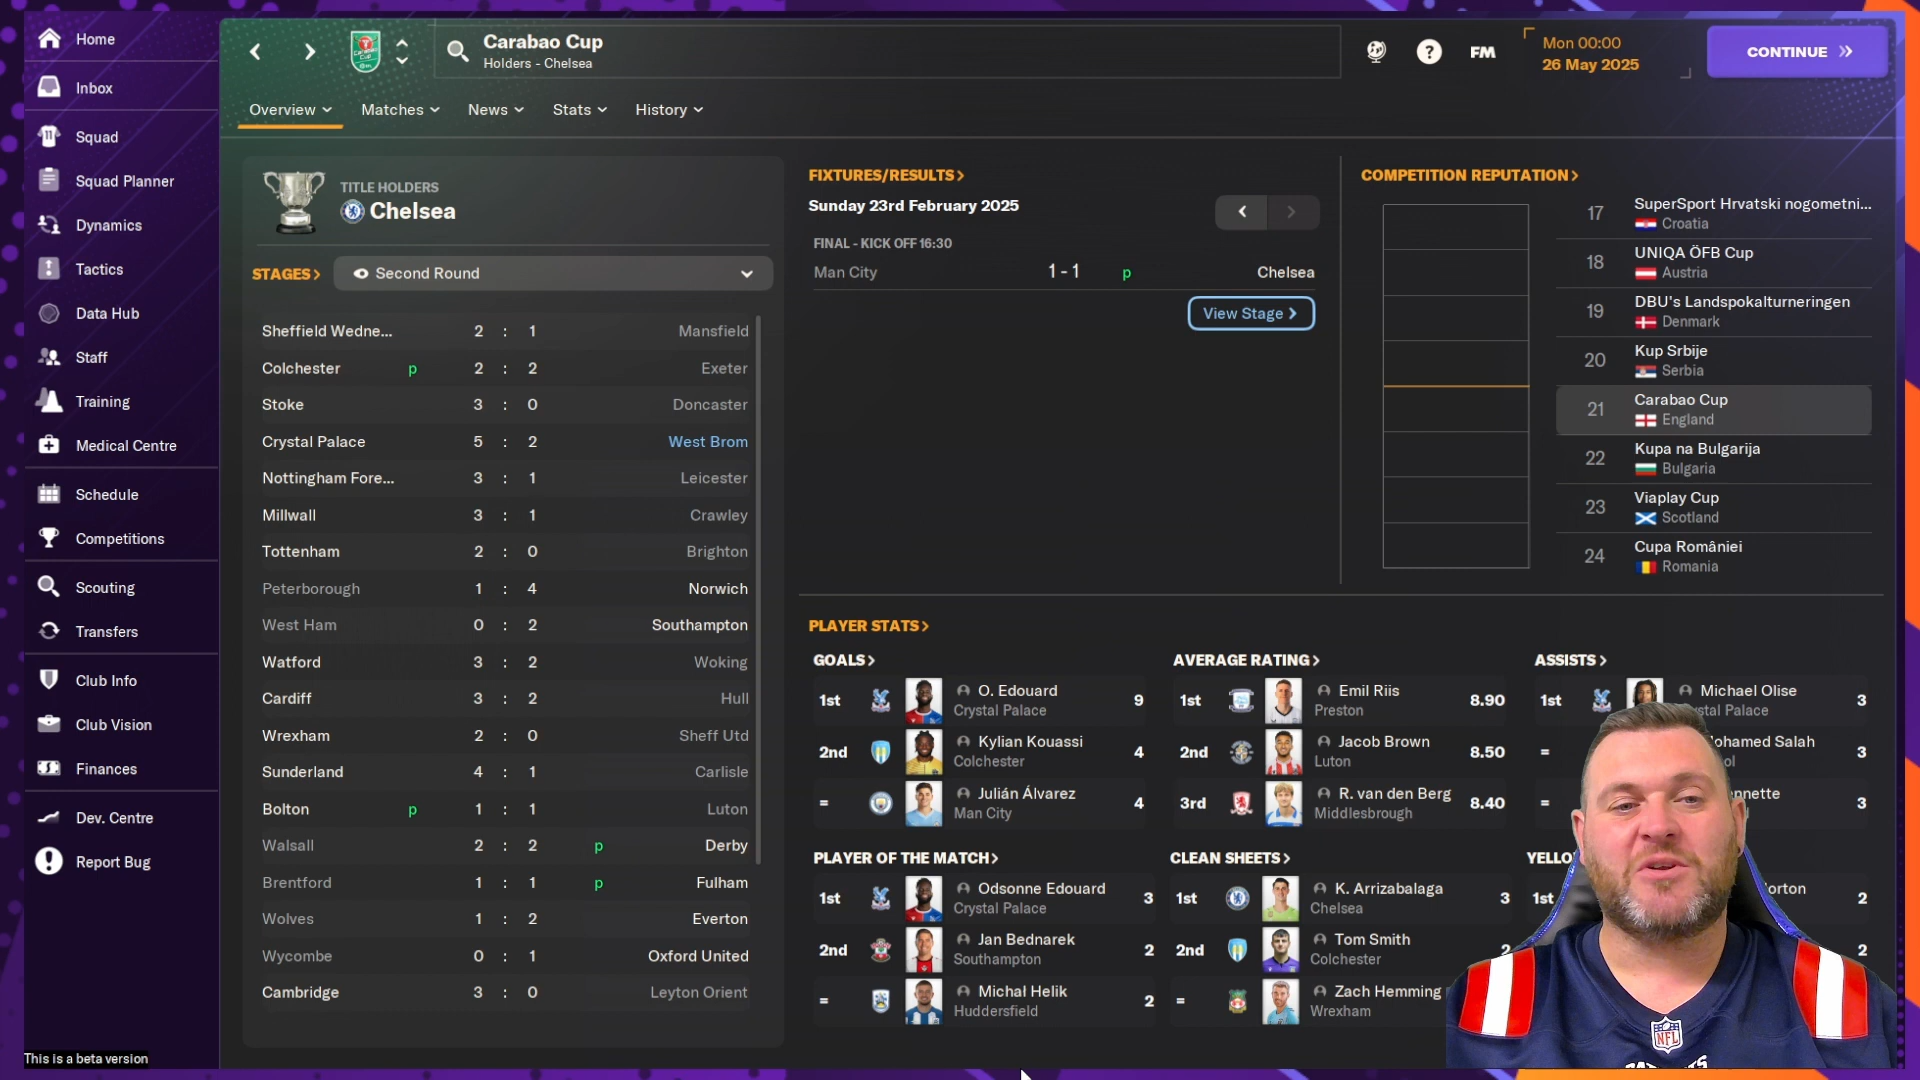 Home
Inbox
Squad
Squad Planner
Dynamics
Tactics
Data Hub
Staff
Training
Medical Centre
Schedule
Competitions
Scouting
Transfers
Club Info
Club Vision
Finances
Dev. Centre
Report Bug
This is a beta version
Carabao Cup
Holders - Chelsea
FM
Mon 00:00
26 May 2025
CONTINUE
Overview Matches News Stats History
TITLE HOLDERS
Chelsea
STAGES Second Round
Sheffield Wedne... 2 : 1 Mansfield
Colchester p 2 : 2 Exeter
Stoke 3 : 0 Doncaster
Crystal Palace 5 : 2 West Brom
Nottingham Fore... 3 : 1 Leicester
Millwall 3 : 1 Crawley
Tottenham 2 : 0 Brighton
Peterborough 1 : 4 Norwich
West Ham 0 : 2 Southampton
Watford 3 : 2 Woking
Cardiff 3 : 2 Hull
Wrexham 2 : 0 Sheff Utd
Sunderland 4 : 1 Carlisle
Bolton p 1 : 1 Luton
Walsall 2 : 2 p Derby
Brentford 1 : 1 p Fulham
Wolves 1 : 2 Everton
Wycombe 0 : 1 Oxford United
Cambridge 3 : 0 Leyton Orient
FIXTURES/RESULTS
Sunday 23rd February 2025
FINAL - KICK OFF 16:30
Man City 1 - 1 p Chelsea
View Stage
COMPETITION REPUTATION
17 SuperSport Hrvatski nogometni...
Croatia
18 UNIQA ÖFB Cup
Austria
19 DBU's Landspokalturneringen
Denmark
20 Kup Srbije
Serbia
21 Carabao Cup
England
22 Kupa na Bulgarija
Bulgaria
23 Viaplay Cup
Scotland
24 Cupa României
Romania
PLAYER STATS
GOALS
1st O. Edouard 9
Crystal Palace
2nd Kylian Kouassi 4
Colchester
= Julián Álvarez 4
Man City
AVERAGE RATING
1st Emil Riis 8.90
Preston
2nd Jacob Brown 8.50
Luton
3rd R. van den Berg 8.40
Middlesbrough
ASSISTS
1st Michael Olise 3
Palace
= Salah 3
= 3
PLAYER OF THE MATCH
1st Odsonne Edouard 3
Crystal Palace
2nd Jan Bednarek 2
Southampton
= Michał Helik 2
Huddersfield
CLEAN SHEETS
1st K. Arrizabalaga 3
Chelsea
2nd Tom Smith 2
Colchester
= Zach Hemming
Wrexham
1st 2
2
NFL